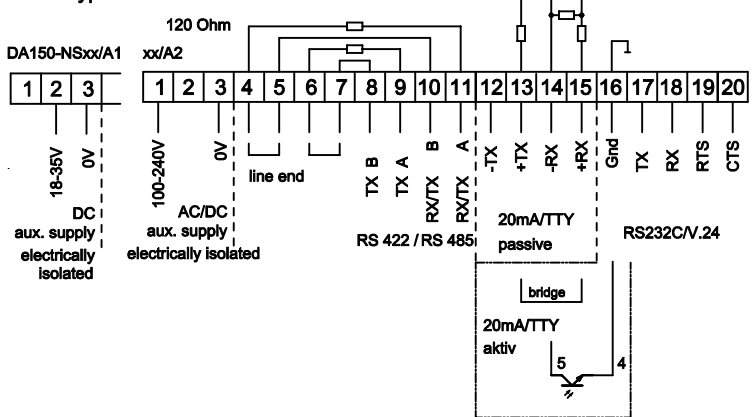 120 Ohm
DA150-NSxx/A1 xx/A2
1 2 3 1 2 3 4 5 6 7 8 9 10 11 12 13 14 15 16 17 18 19 20
18-35V
0V
100-240V
0V
line end
TX B
TX A
RX/TX B
RX/TX A
-TX
+TX
-RX
+RX
Gnd
TX
RX
RTS
CTS
DC
aux. supply
electrically
isolated
AC/DC
aux. supply
electrically isolated
RS 422 / RS 485
20mA/TTY
passive
RS232C/V.24
bridge
20mA/TTY
aktiv
5 4